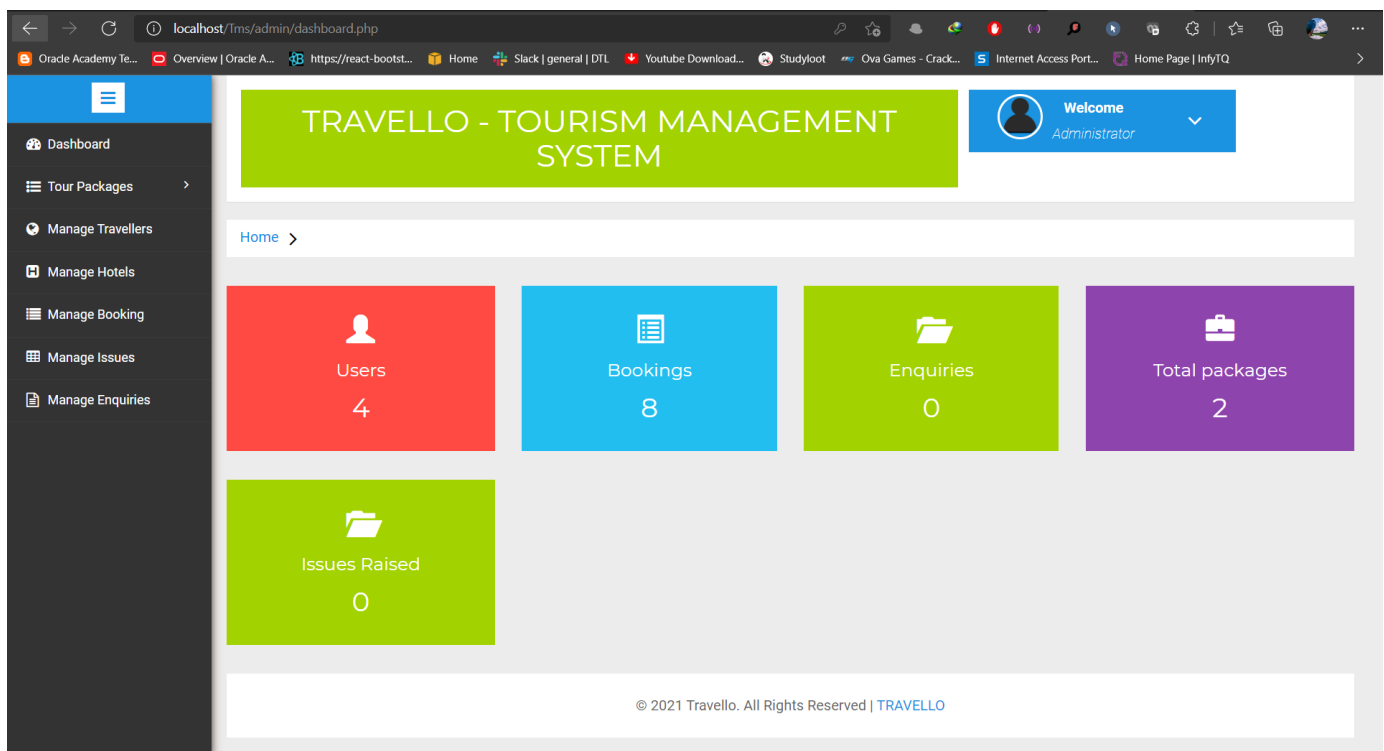 localhost/Tms/admin/dashboard.php
Oracle Academy Te... Overview | Oracle A... https://react-bootst... Home Slack | general | DTL Youtube Download... Studyloot Ova Games - Crack... Internet Access Port... Home Page | InfyTQ
TRAVELLO - TOURISM MANAGEMENT
SYSTEM
Welcome
Administrator
Dashboard
Tour Packages
Manage Travellers
Manage Hotels
Manage Booking
Manage Issues
Manage Enquiries
Home
Users
4
Bookings
8
Enquiries
0
Total packages
2
Issues Raised
0
© 2021 Travello. All Rights Reserved | TRAVELLO